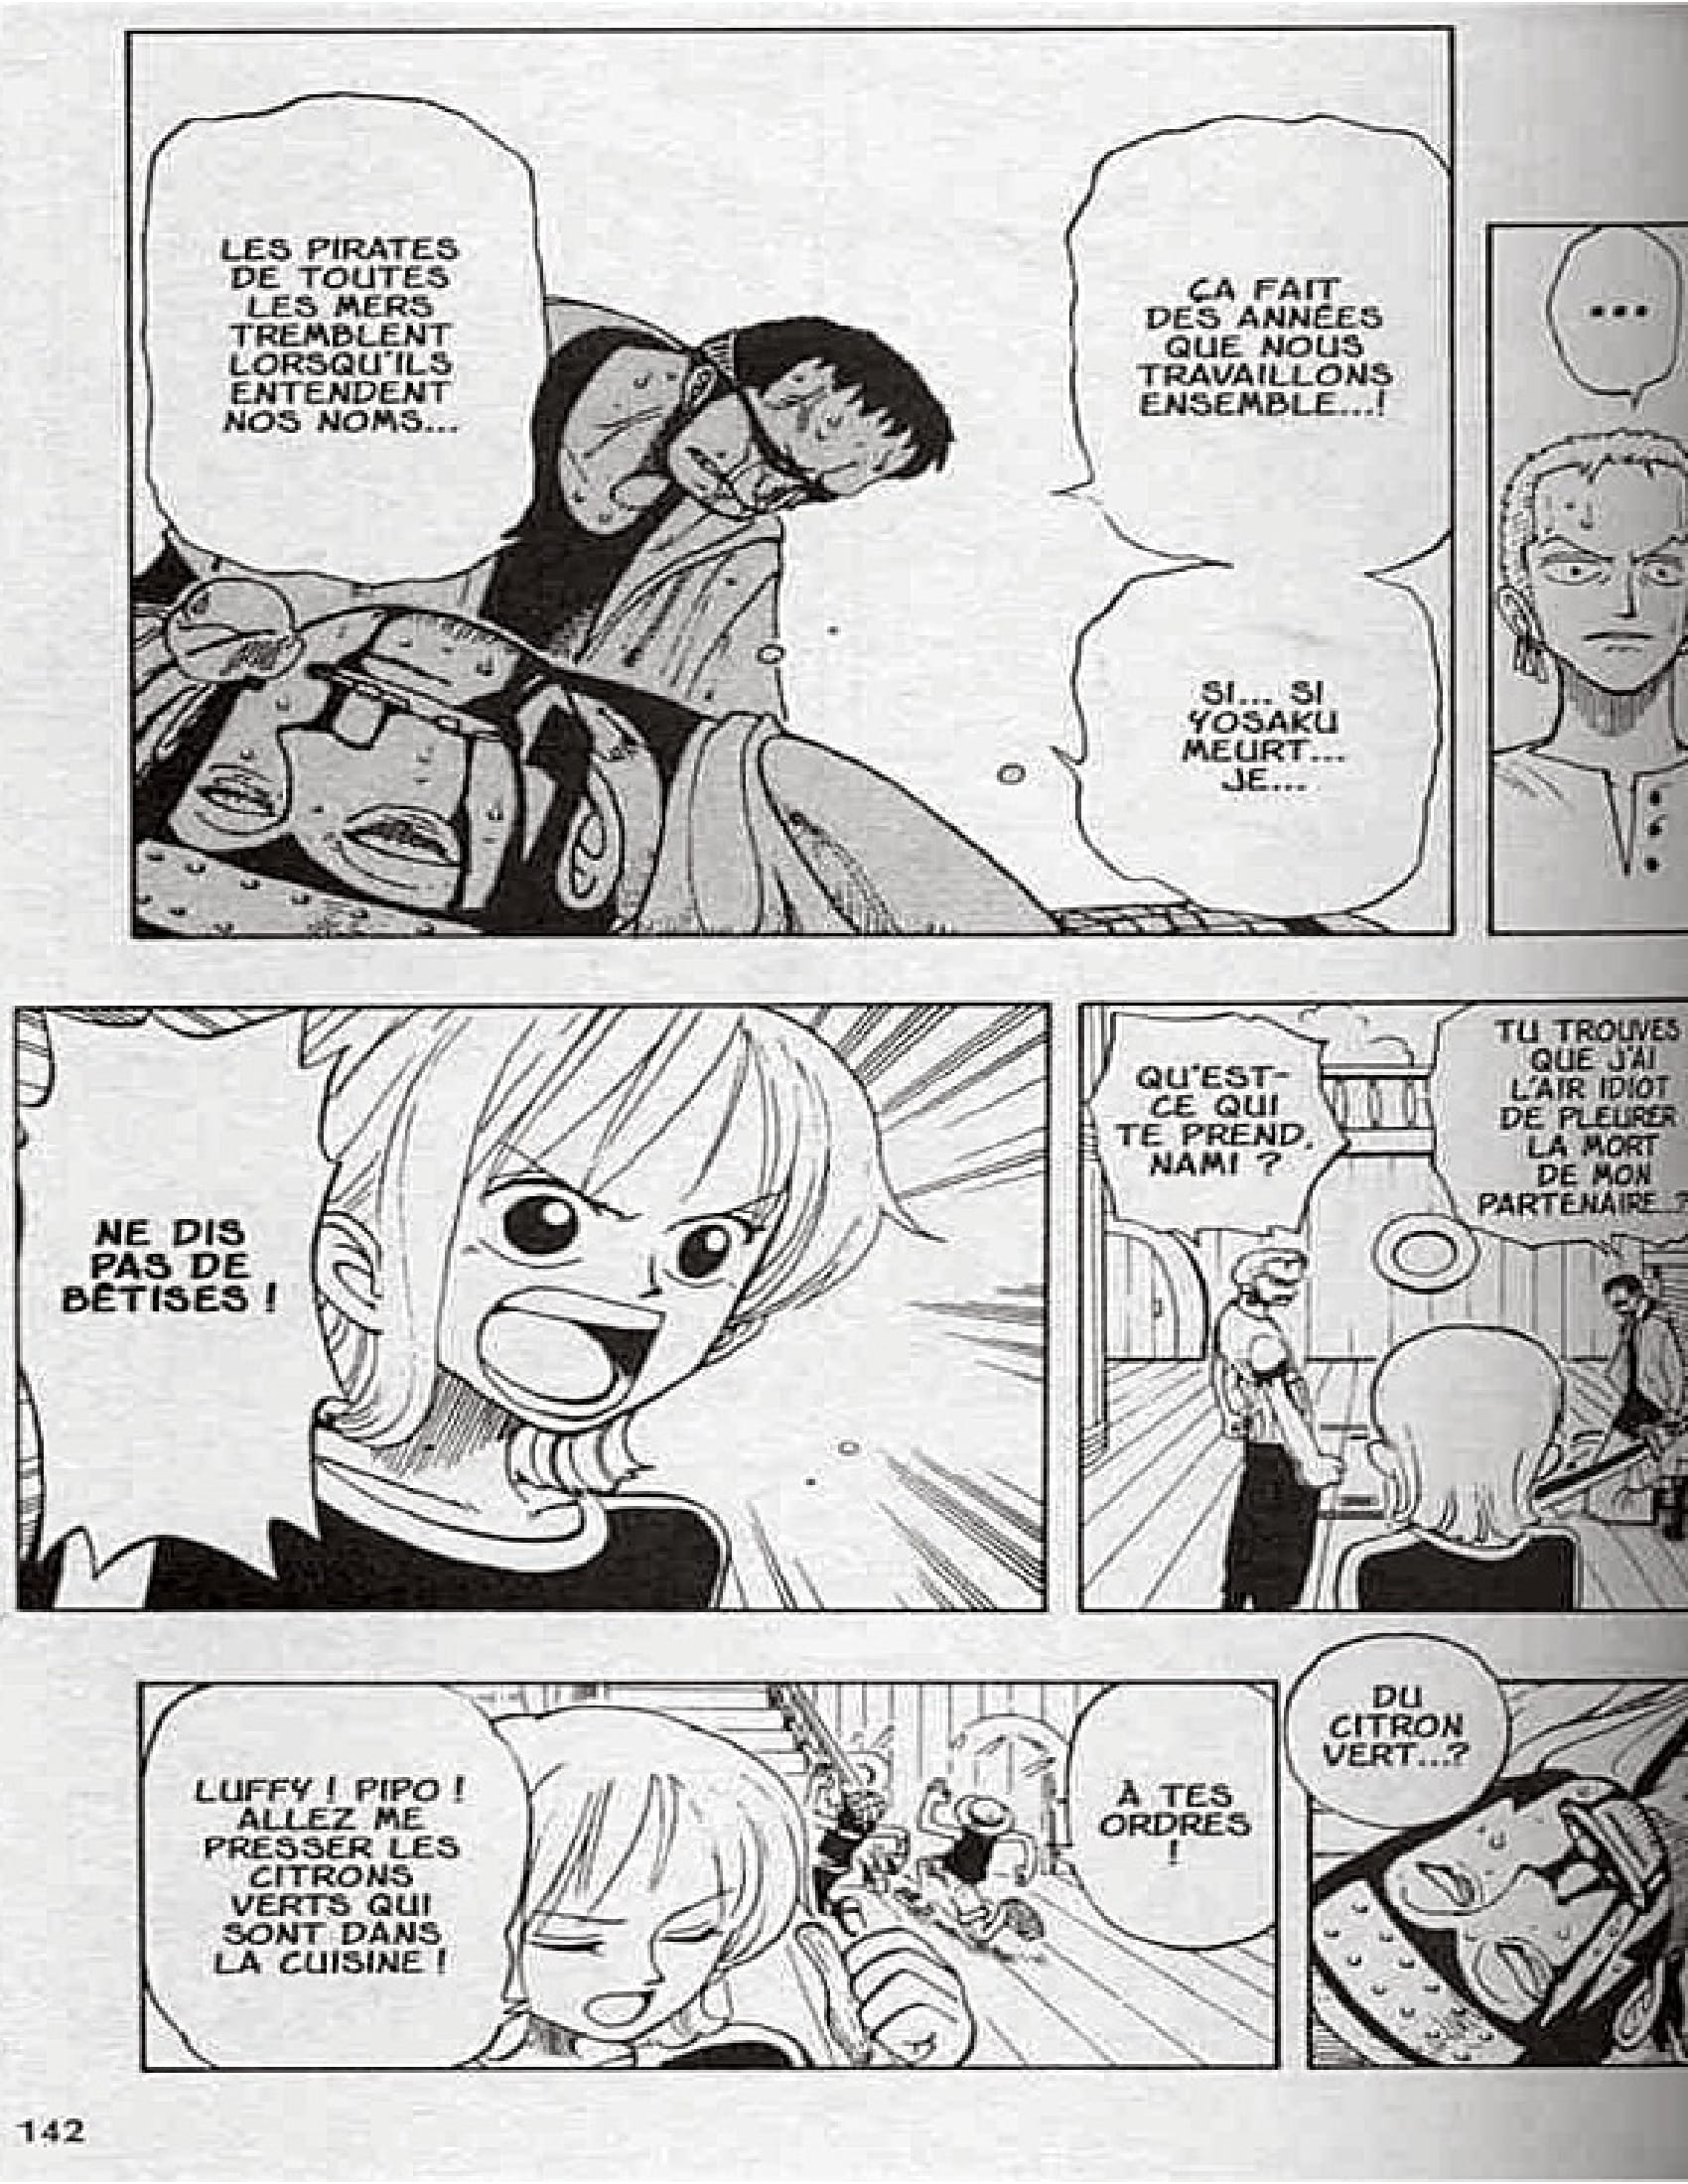 ...
ÇA FAIT
DES ANNÉES
QUE NOUS
TRAVAILLONS
ENSEMBLE...!
SI... SI
YOSAKU
MEURT...
JE...
LES PIRATES
DE TOUTES
LES MERS
TREMBLENT
LORSQU'ILS
ENTENDENT
NOS NOMS...
TU TROUVES
QUE J'AI
L'AIR IDIOT
DE PLEURER
LA MORT
DE MON
PARTENAIRE...?
QU'EST-
CE QUI
TE PREND,
NAMI ?
NE DIS
PAS DE
BÊTISES !
DU
CITRON
VERT...?
À TES
ORDRES
!
LUFFY ! PIPO !
ALLEZ ME
PRESSER LES
CITRONS
VERTS QUI
SONT DANS
LA CUISINE !
142